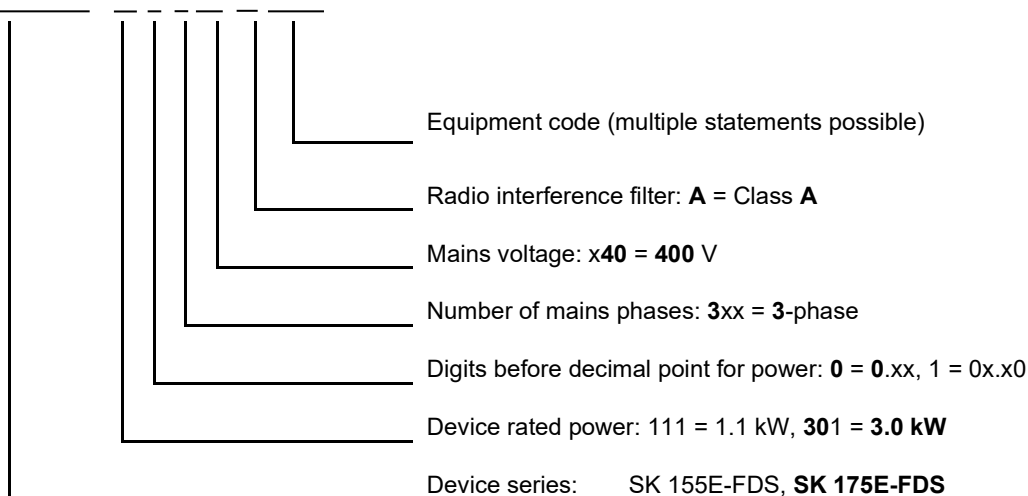 Equipment code (multiple statements possible)
Radio interference filter: A = Class A
Mains voltage: x40 = 400 V
Number of mains phases: 3xx = 3-phase
Digits before decimal point for power: 0 = 0.xx, 1 = 0x.x0
Device rated power: 111 = 1.1 kW, 301 = 3.0 kW
Device series: SK 155E-FDS, SK 175E-FDS